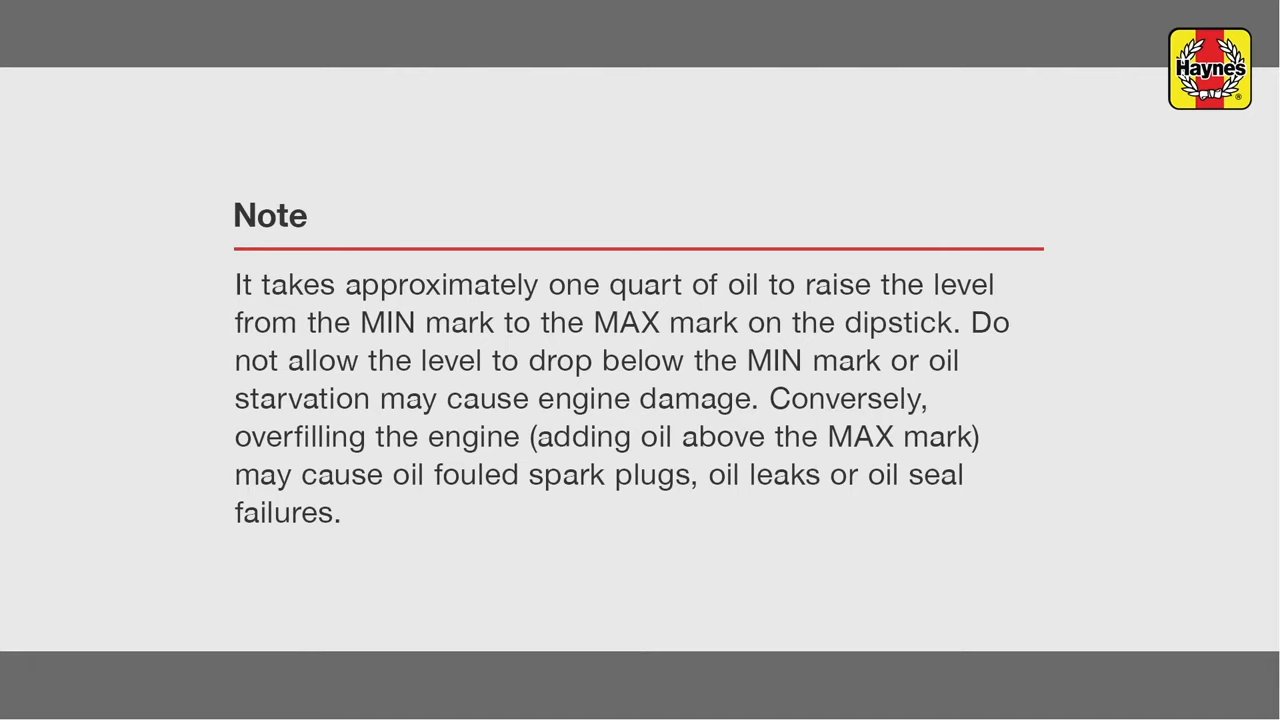 Haynes
Note
It takes approximately one quart of oil to raise the level
from the MIN mark to the MAX mark on the dipstick. Do
not allow the level to drop below the MIN mark or oil
starvation may cause engine damage. Conversely,
overfilling the engine (adding oil above the MAX mark)
may cause oil fouled spark plugs, oil leaks or oil seal
failures.